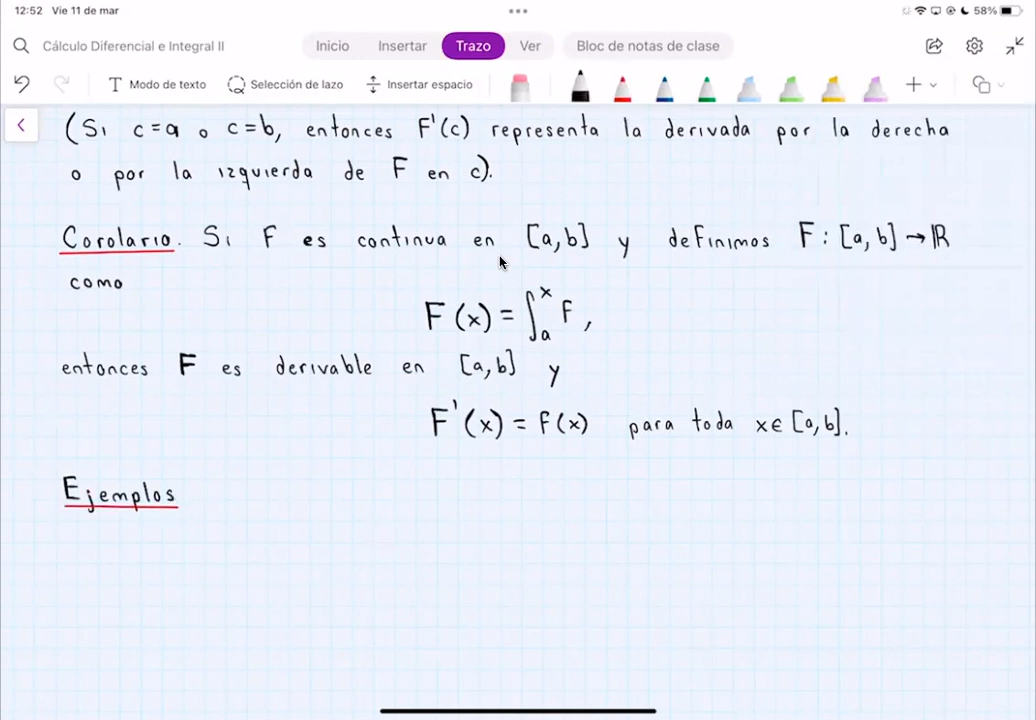 12:52 Vie 11 de mar 58%
Cálculo Diferencial e Integral II Inicio Insertar Trazo Ver Bloc de notas de clase
Modo de texto Selección de lazo Insertar espacio
(Si c=a o c=b, entonces F'(c) representa la derivada por la derecha
o por la izquierda de F en c).
Corolario. Si f es continua en [a,b] y definimos F: [a,b]→ℝ
como
F(x) = ∫ₐˣ f,
entonces F es derivable en [a,b] y
F'(x) = f(x) para toda x∈[a,b].
Ejemplos